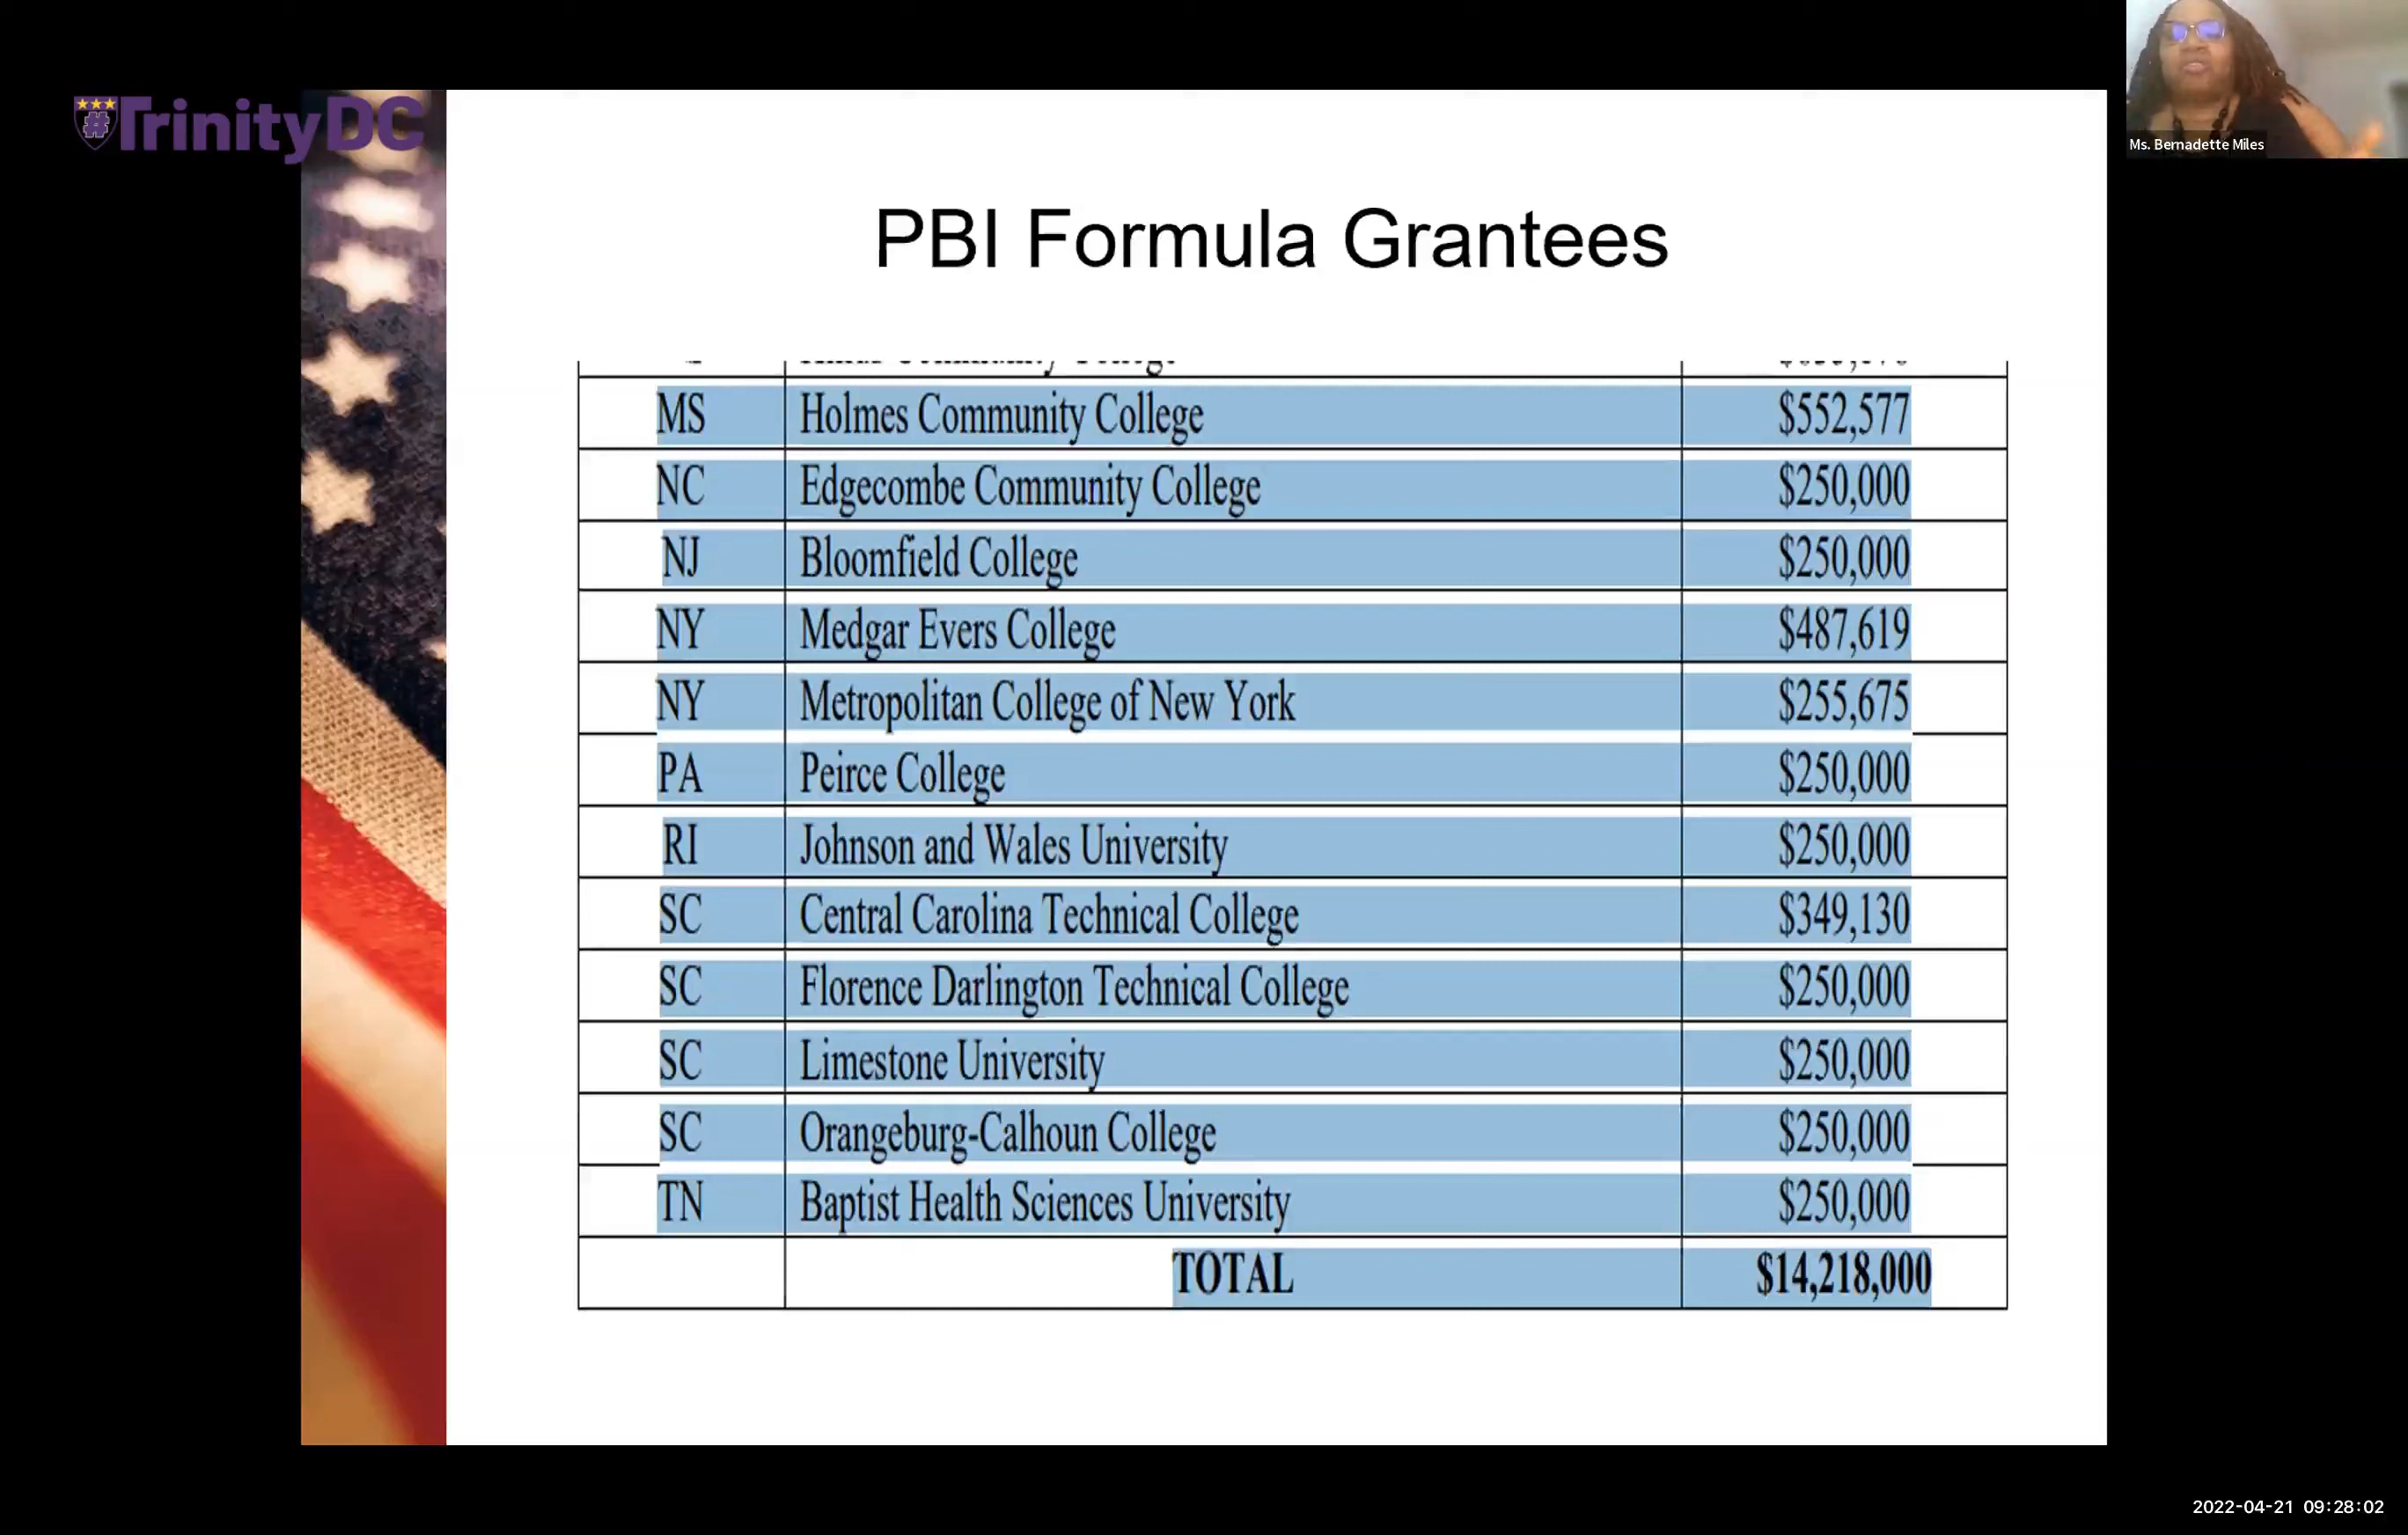 #TrinityDC
Ms. Bernadette Miles
PBI Formula Grantees
MS Holmes Community College $552,577
NC Edgecombe Community College $250,000
NJ Bloomfield College $250,000
NY Medgar Evers College $487,619
NY Metropolitan College of New York $255,675
PA Peirce College $250,000
RI Johnson and Wales University $250,000
SC Central Carolina Technical College $349,130
SC Florence Darlington Technical College $250,000
SC Limestone University $250,000
SC Orangeburg-Calhoun College $250,000
TN Baptist Health Sciences University $250,000
TOTAL $14,218,000
2022-04-21 09:28:02